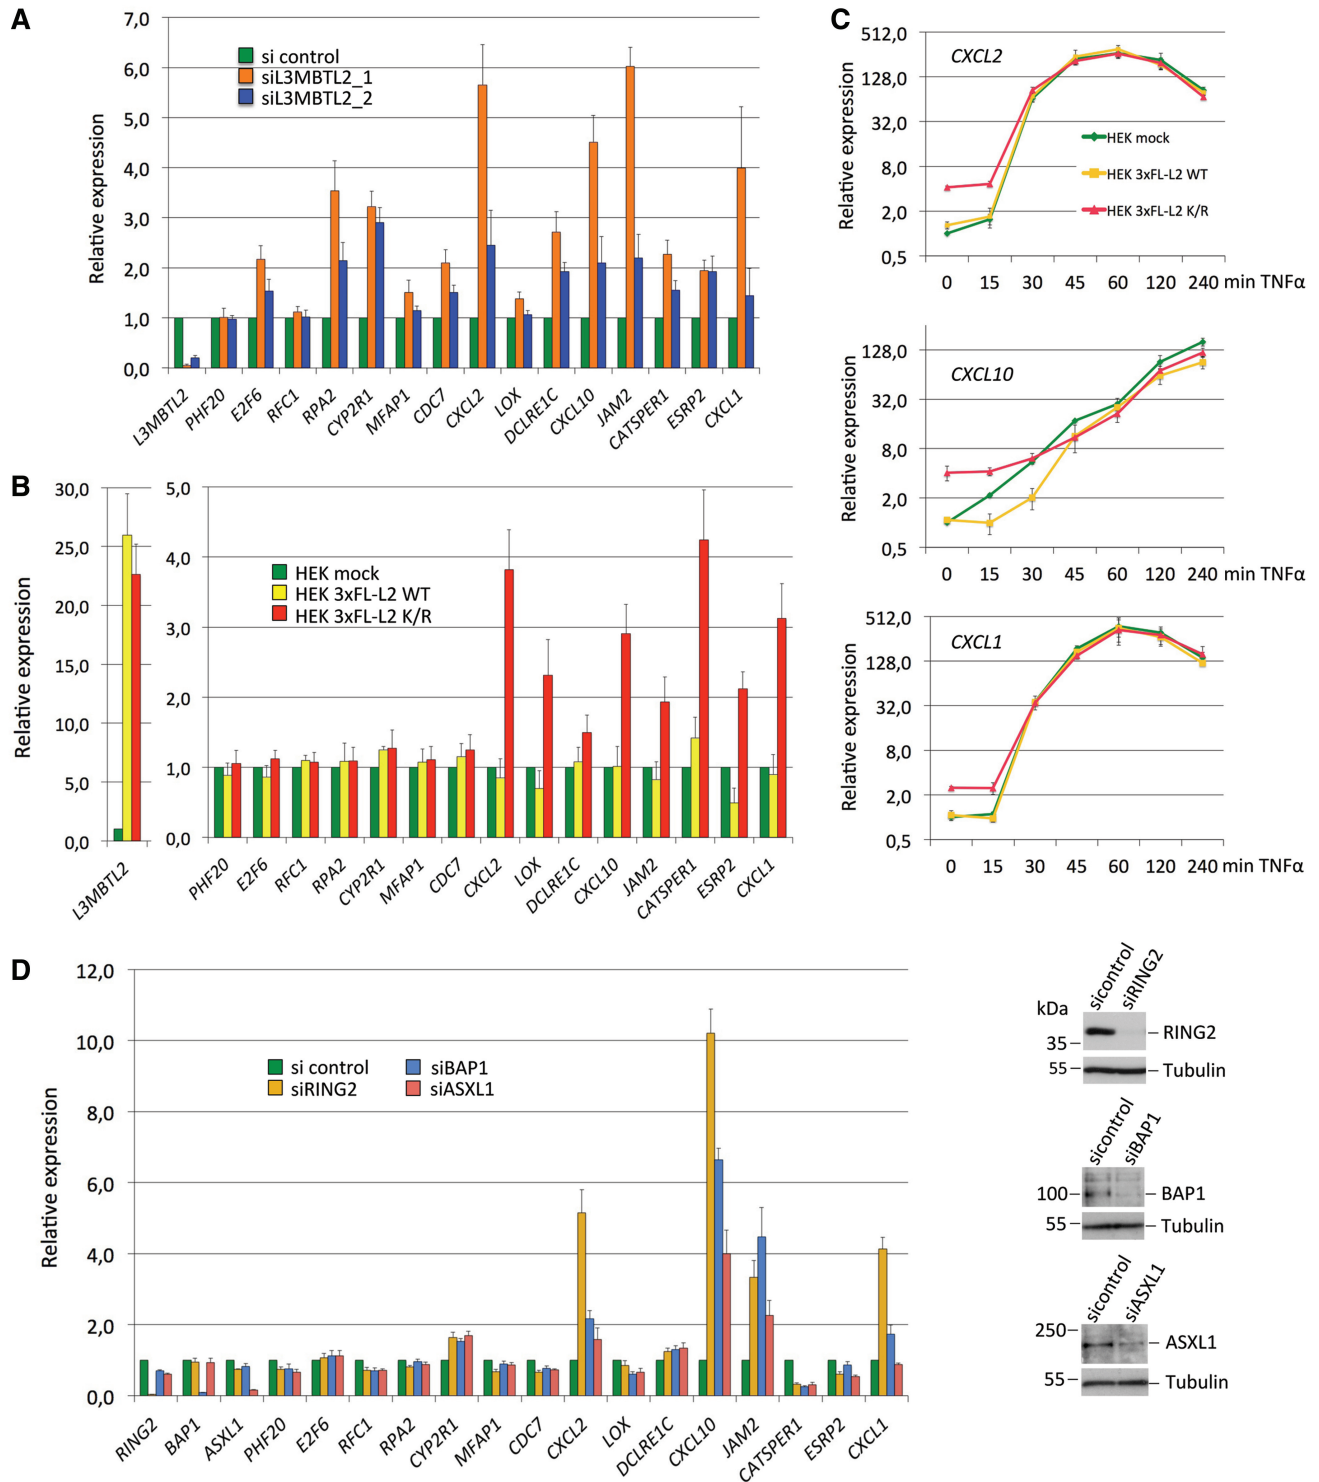 A
7,0
6,0
5,0
4,0
3,0
2,0
1,0
0,0
Relative expression
si control
siL3MBTL2_1
siL3MBTL2_2
L3MBTL2
PHF20
E2F6
RFC1
RPA2
CYP2R1
MFAP1
CDC7
CXCL2
LOX
DCLRE1C
CXCL10
JAM2
CATSPER1
ESRP2
CXCL1
B
30,0
25,0
20,0
15,0
10,0
5,0
0,0
Relative expression
L3MBTL2
5,0
4,0
3,0
2,0
1,0
0,0
HEK mock
HEK 3xFL-L2 WT
HEK 3xFL-L2 K/R
PHF20
E2F6
RFC1
RPA2
CYP2R1
MFAP1
CDC7
CXCL2
LOX
DCLRE1C
CXCL10
JAM2
CATSPER1
ESRP2
CXCL1
C
512,0
128,0
32,0
8,0
2,0
0,5
Relative expression
CXCL2
HEK mock
HEK 3xFL-L2 WT
HEK 3xFL-L2 K/R
0 15 30 45 60 120 240 min TNFα
128,0
32,0
8,0
2,0
0,5
Relative expression
CXCL10
0 15 30 45 60 120 240 min TNFα
512,0
128,0
32,0
8,0
2,0
0,5
Relative expression
CXCL1
0 15 30 45 60 120 240 min TNFα
D
12,0
10,0
8,0
6,0
4,0
2,0
0,0
Relative expression
si control
siRING2
siBAP1
siASXL1
RING2
BAP1
ASXL1
PHF20
E2F6
RFC1
RPA2
CYP2R1
MFAP1
CDC7
CXCL2
LOX
DCLRE1C
CXCL10
JAM2
CATSPER1
ESRP2
CXCL1
sicontrol
siRING2
kDa
35
RING2
55
Tubulin
sicontrol
siBAP1
100
BAP1
55
Tubulin
sicontrol
siASXL1
250
ASXL1
55
Tubulin